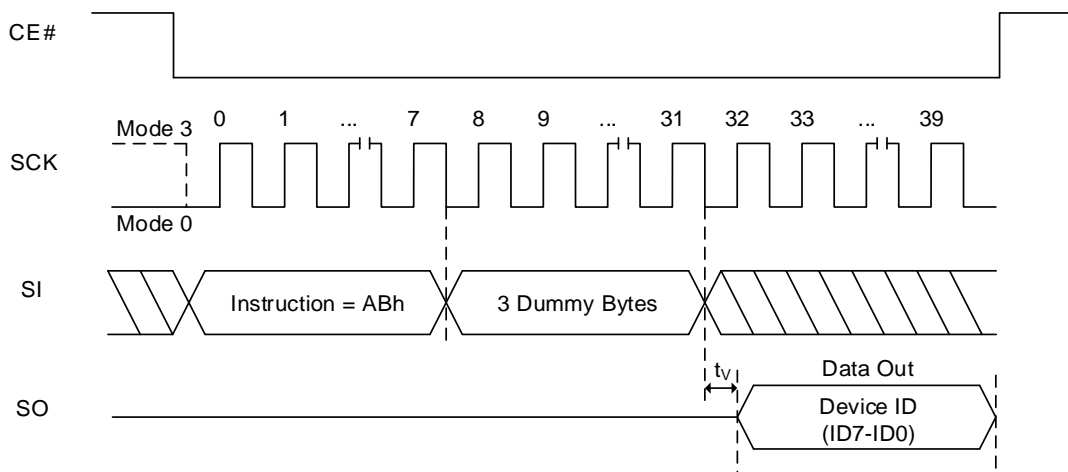 CE#
0 1 ... 7 8 9 ... 31 32 33 ... 39
Mode 3
SCK
Mode 0
SI
Instruction = ABh
3 Dummy Bytes
tV
Data Out
SO
Device ID
(ID7-ID0)